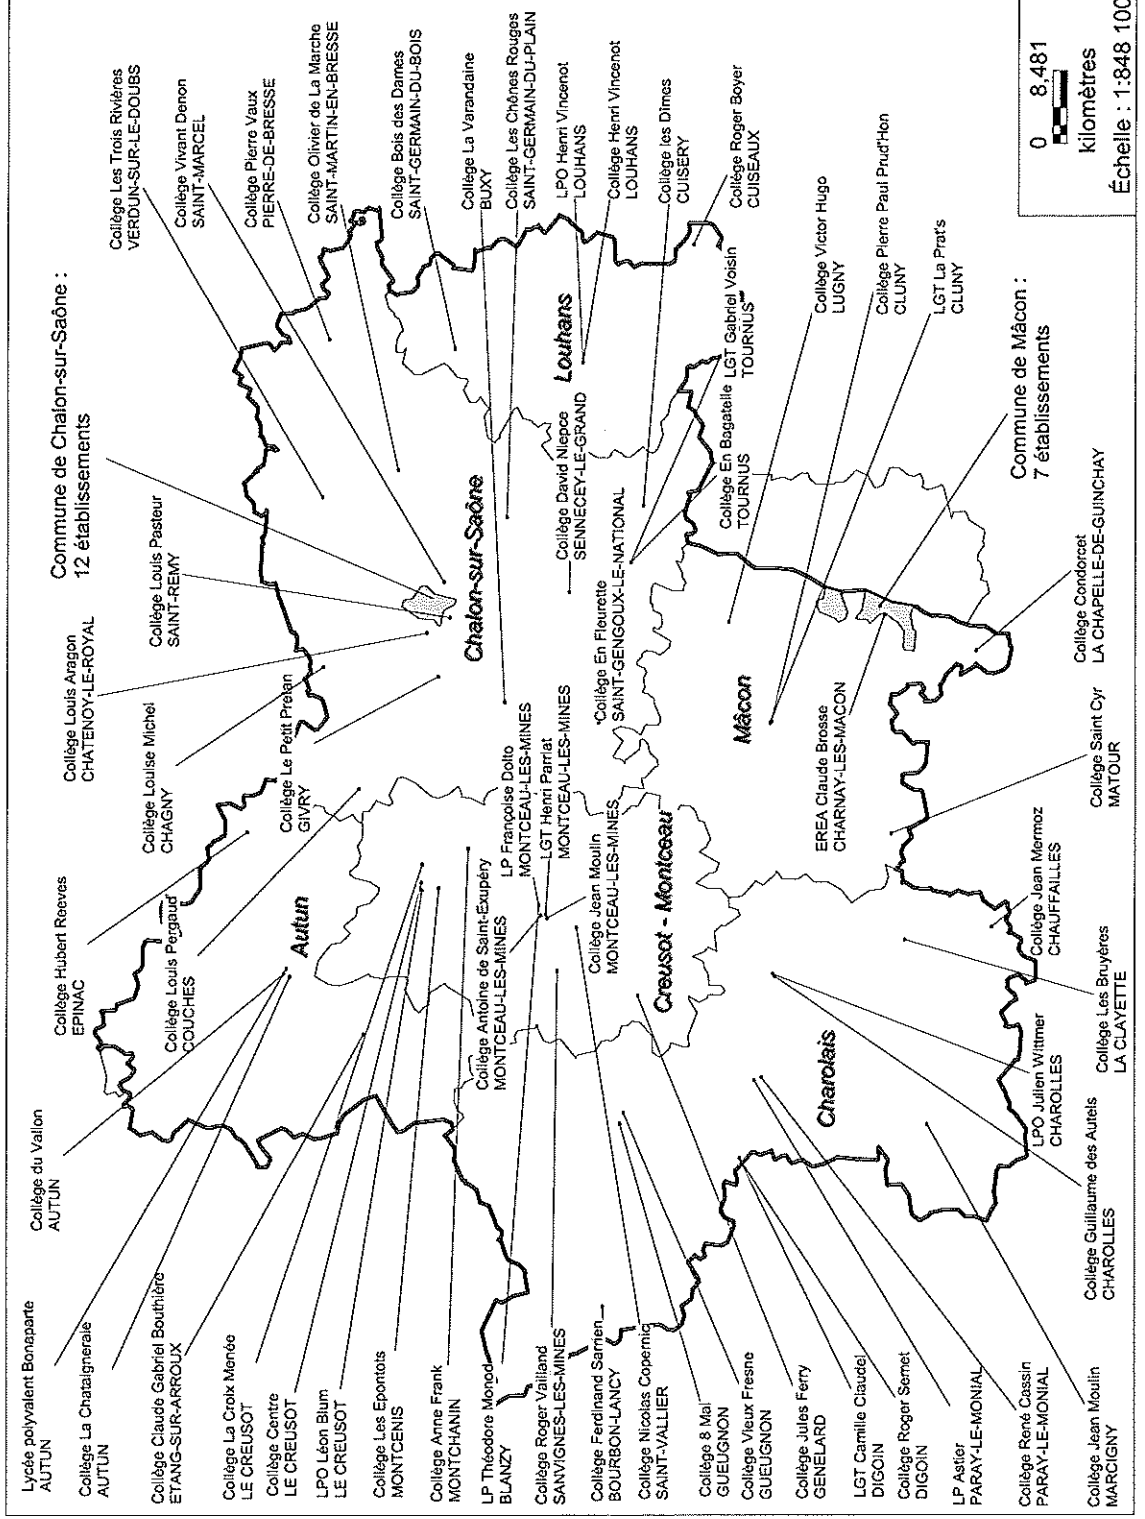 Lycée polyvalent Bonaparte
AUTUN
Collège du Vallon
AUTUN
Collège La Chataigneraie
AUTUN
Collège Claude Gabriel Bouthière
ETANG-SUR-ARROUX
Collège La Croix Menée
LE CREUSOT
Collège Centre
LE CREUSOT
LPO Léon Blum
LE CREUSOT
Collège Les Epontots
MONTCENIS
Collège Anne Frank
MONTCHANIN
LP Théodore Monod
BLANZY
Collège Roger Vailland
SANVIGNES-LES-MINES
Collège Ferdinand Sarrien
BOURBON-LANCY
Collège Nicolas Copernic
SAINT-VALLIER
Collège 8 Mai
GUEUGNON
Collège Vieux Fresne
GUEUGNON
Collège Jules Ferry
GENELARD
LGT Camille Claudel
DIGOIN
Collège Roger Semet
DIGOIN
LP Astier
PARAY-LE-MONIAL
Collège René Cassin
PARAY-LE-MONIAL
Collège Jean Moulin
MARCIGNY
Collège Hubert Reeves
EPINAC
Collège Louis Pergaud
COUCHES
Autun
Collège Louis Aragon
CHATENOY-LE-ROYAL
Collège Louise Michel
CHAGNY
Collège Le Petit Pretan
GIVRY
Collège Louis Pasteur
SAINT-REMY
Commune de Chalon-sur-Saône :
12 établissements
Collège Les Trois Rivières
VERDUN-SUR-LE-DOUBS
Collège Vivant Denon
SAINT-MARCEL
Collège Pierre Vaux
PIERRE-DE-BRESSE
Collège Olivier de La Marche
SAINT-MARTIN-EN-BRESSE
Collège Bois des Dames
SAINT-GERMAIN-DU-BOIS
Collège La Varandaine
BUXY
Collège Les Chênes Rouges
SAINT-GERMAIN-DU-PLAIN
LPO Henri Vincenot
LOUHANS
Collège Henri Vincenot
LOUHANS
Collège les Dîmes
CUISERY
Collège Roger Boyer
CUISEAUX
Chalon-sur-Saône
Louhans
Collège Antoine de Saint-Exupéry
MONTCEAU-LES-MINES
LP Françoise Dolto
MONTCEAU-LES-MINES
LGT Henri Parriat
MONTCEAU-LES-MINES
Collège Jean Moulin
MONTCEAU-LES-MINES
Collège David Niepce
SENNECEY-LE-GRAND
Collège En Fleurette
SAINT-GENGOUX-LE-NATIONAL
Collège En Bagatelle
TOURNUS
LGT Gabriel Voisin
TOURNUS
Creusot - Montceau
Mâcon
Charolais
Collège Victor Hugo
LUGNY
Collège Pierre Paul Prud'Hon
CLUNY
LGT La Prat's
CLUNY
Commune de Mâcon :
7 établissements
EREA Claude Brosse
CHARNAY-LES-MACON
Collège Condorcet
LA CHAPELLE-DE-GUINCHAY
Collège Saint Cyr
MATOUR
Collège Jean Mermoz
CHAUFFAILLES
Collège Les Bruyères
LA CLAYETTE
LPO Julien Wittmer
CHAROLLES
Collège Guillaume des Autels
CHAROLLES
0 8,481
kilomètres
Échelle : 1:848 100